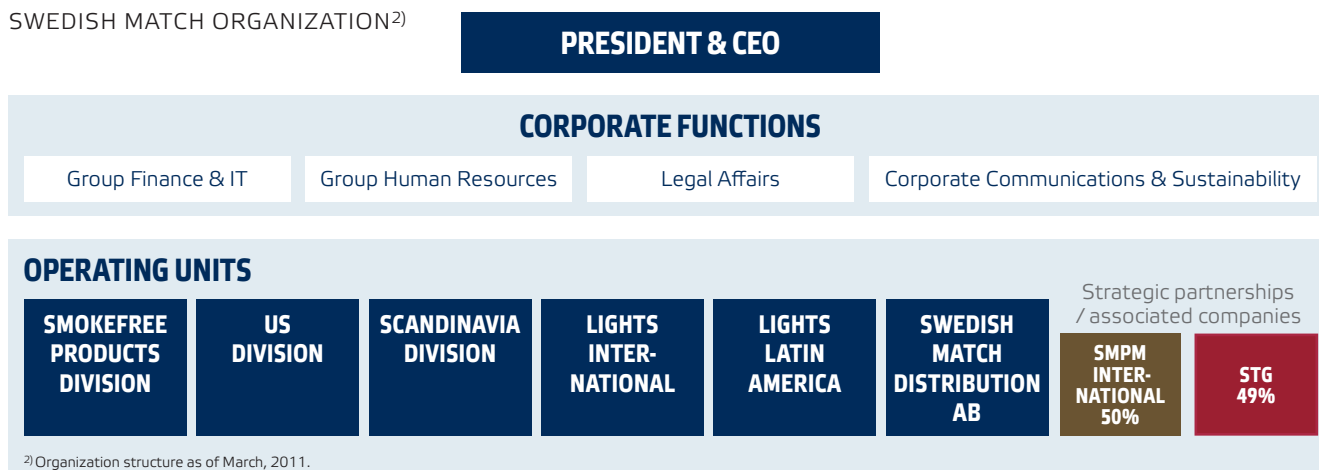 SWEDISH MATCH ORGANIZATION2)
PRESIDENT & CEO
CORPORATE FUNCTIONS
Group Finance & IT
Group Human Resources
Legal Affairs
Corporate Communications & Sustainability
OPERATING UNITS
SMOKEFREE
PRODUCTS
DIVISION
US
DIVISION
SCANDINAVIA
DIVISION
LIGHTS
INTER-
NATIONAL
LIGHTS
LATIN
AMERICA
SWEDISH
MATCH
DISTRIBUTION
AB
Strategic partnerships
/ associated companies
SMPM
INTER-
NATIONAL
50%
STG
49%
2) Organization structure as of March, 2011.